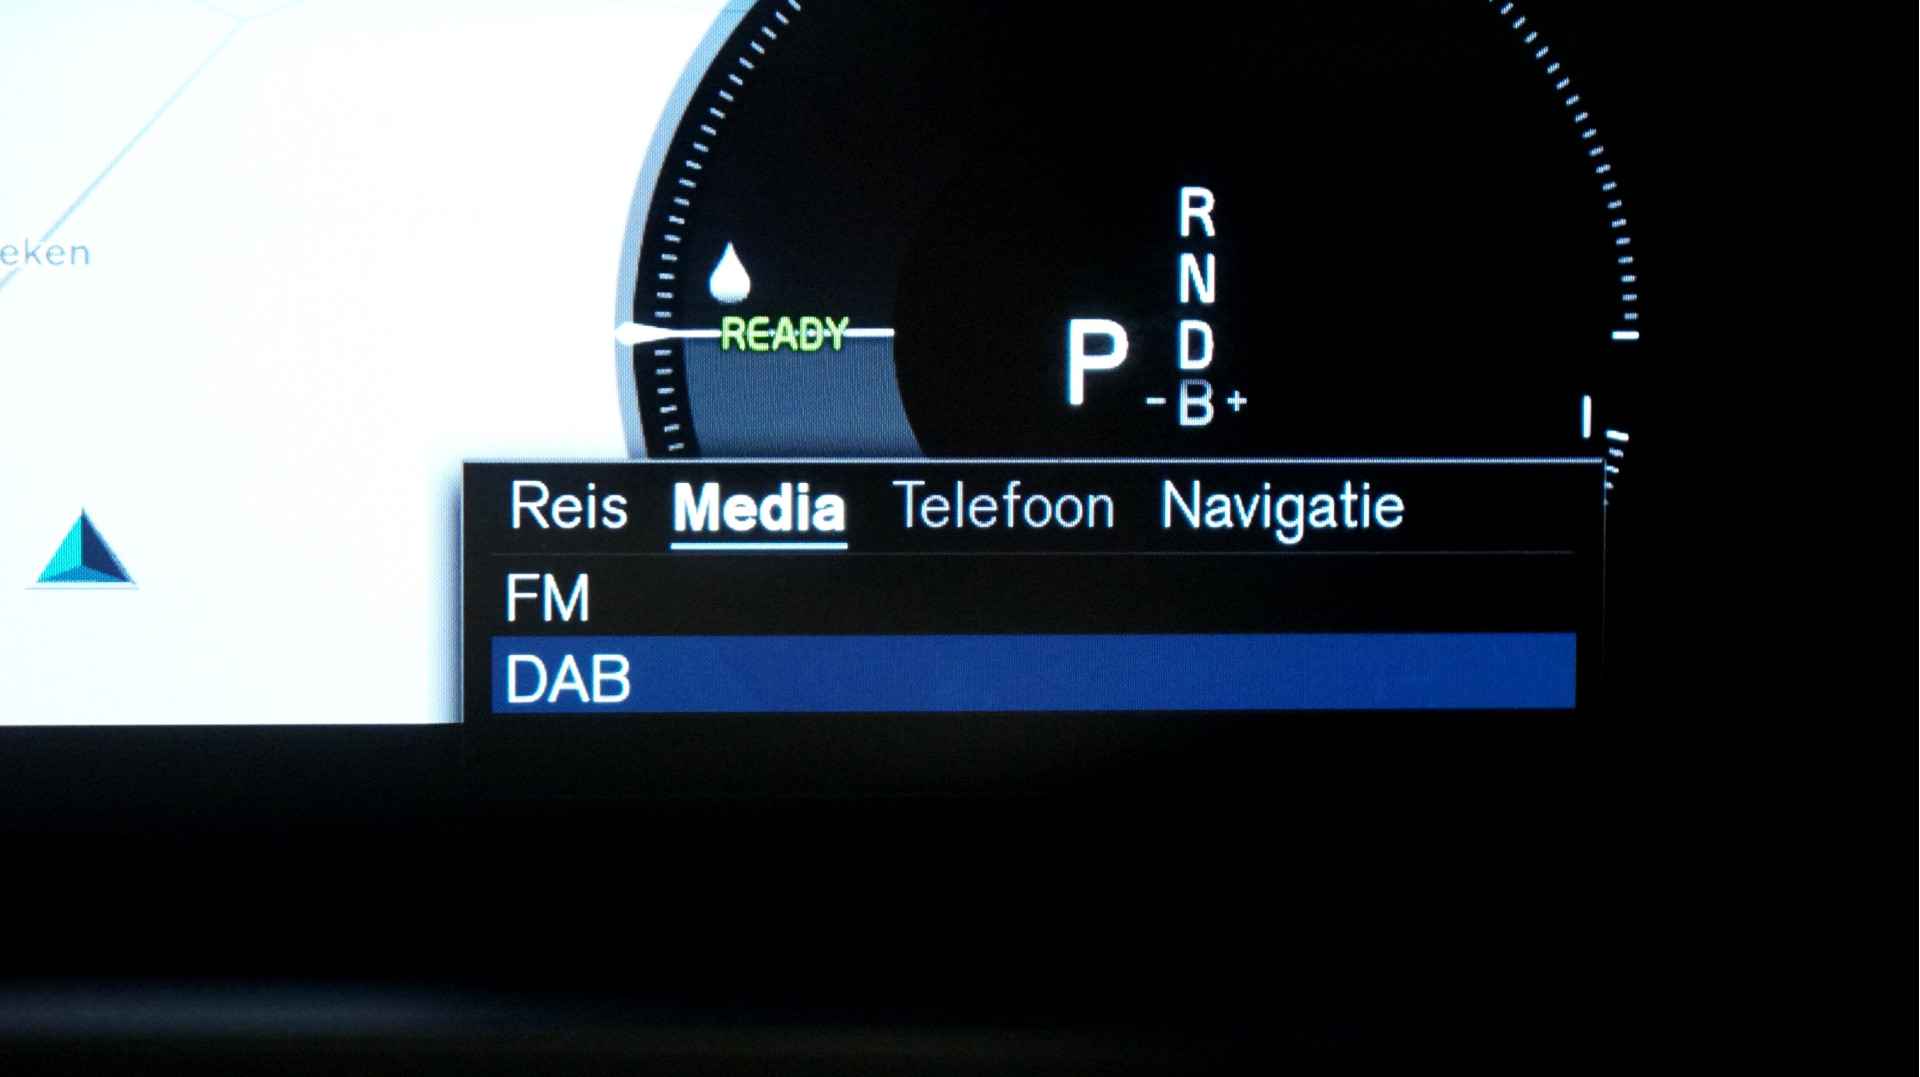 R
N
eken
READY
P
D
- B +
Reis Media Telefoon Navigatie
FM
DAB